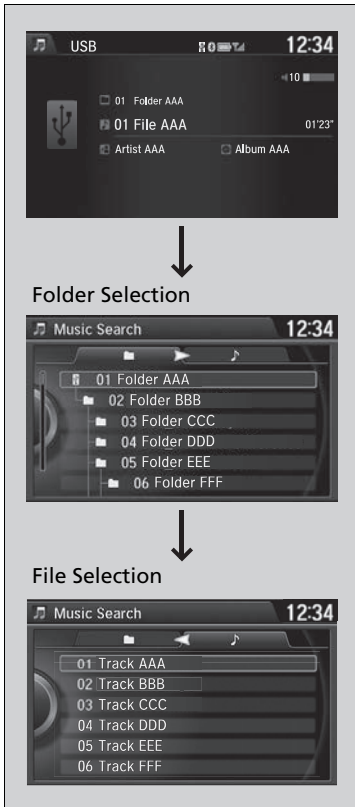 USB 12:34
10
01 Folder AAA
01 File AAA 01'23"
Artist AAA Album AAA
Folder Selection
Music Search 12:34
01 Folder AAA
02 Folder BBB
03 Folder CCC
04 Folder DDD
05 Folder EEE
06 Folder FFF
File Selection
Music Search 12:34
01 Track AAA
02 Track BBB
03 Track CCC
04 Track DDD
05 Track EEE
06 Track FFF